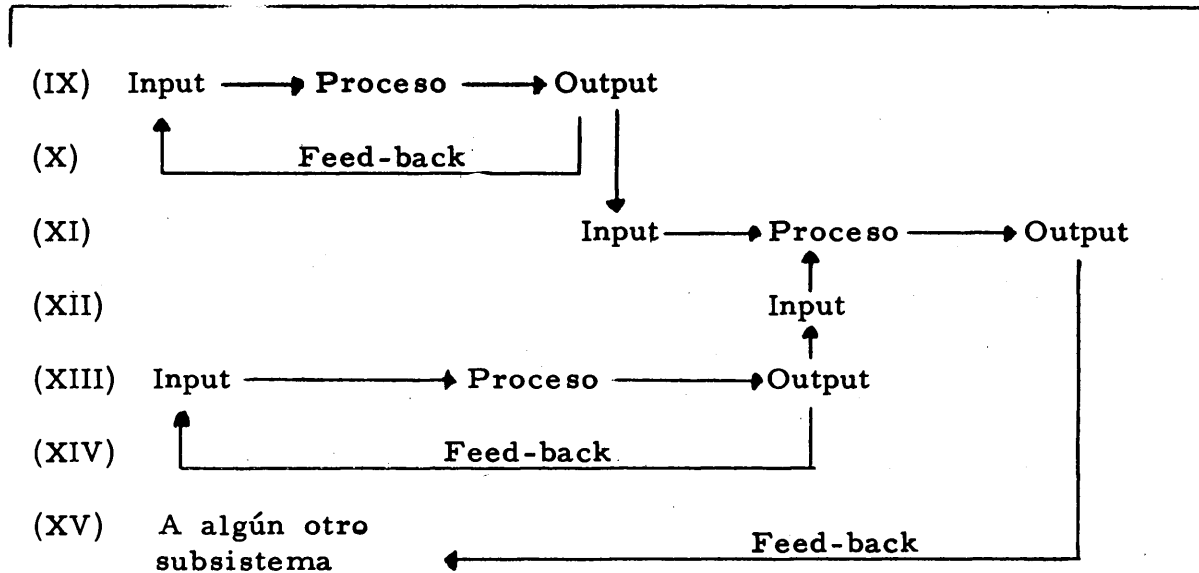 (IX) Input Proceso Output
(X) Feed-back
(XI) Input Proceso Output
(XII) Input
(XIII) Input Proceso Output
(XIV) Feed-back
(XV) A algún otro
subsistema Feed-back